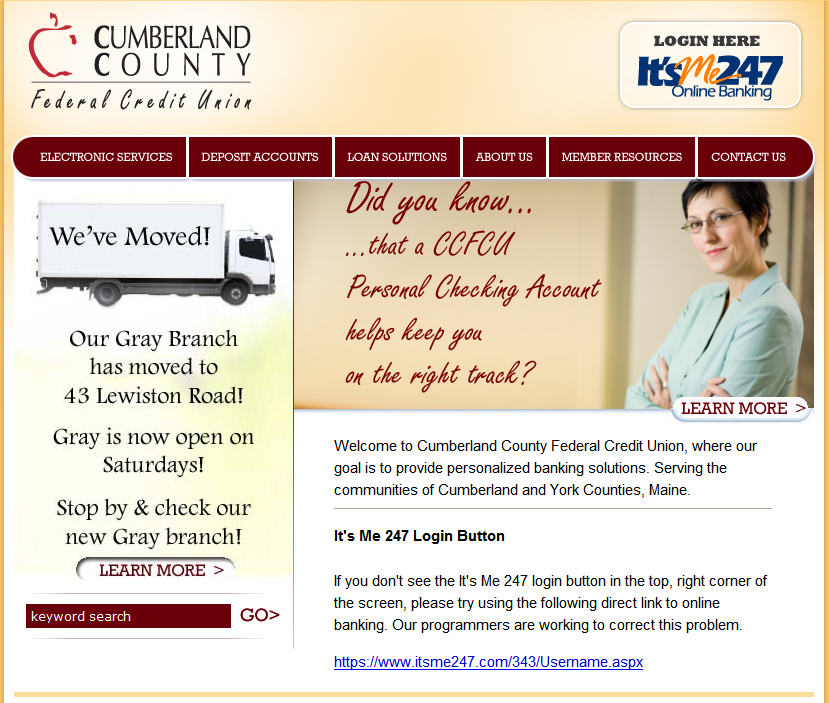 CUMBERLAND
COUNTY
Federal Credit Union
LOGIN HERE
It'sMe247
Online Banking
ELECTRONIC SERVICES
DEPOSIT ACCOUNTS
LOAN SOLUTIONS
ABOUT US
MEMBER RESOURCES
CONTACT US
We've Moved!
Our Gray Branch
has moved to
43 Lewiston Road!
Gray is now open on
Saturdays!
Stop by & check our
new Gray branch!
LEARN MORE >
keyword search
GO>
Did you know...
...that a CCFCU
Personal Checking Account
helps keep you
on the right track?
LEARN MORE >
Welcome to Cumberland County Federal Credit Union, where our
goal is to provide personalized banking solutions. Serving the
communities of Cumberland and York Counties, Maine.
It's Me 247 Login Button
If you don't see the It's Me 247 login button in the top, right corner of
the screen, please try using the following direct link to online
banking. Our programmers are working to correct this problem.
https://www.itsme247.com/343/Username.aspx